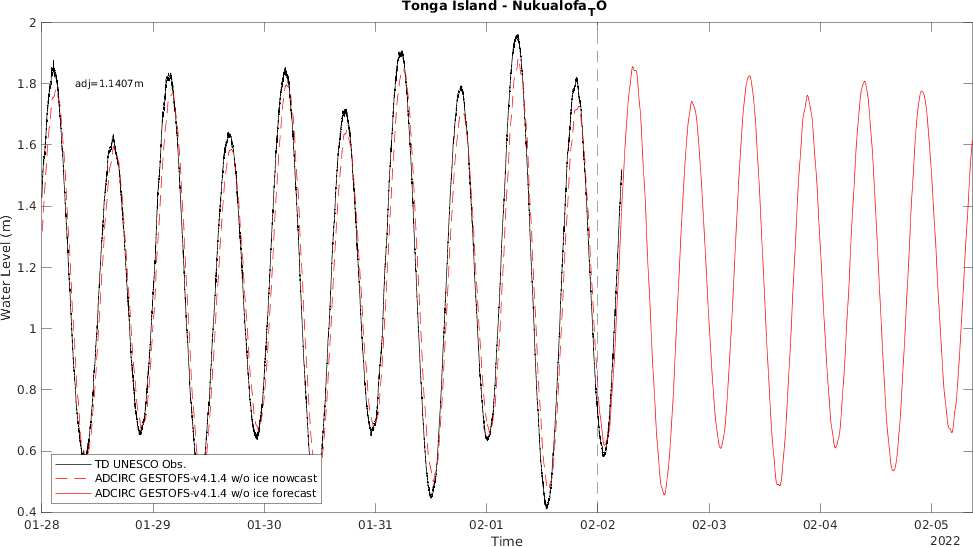 Tonga Island - Nukualofa_TO
2
1.8
1.6
1.4
1.2
1
0.8
0.6
0.4
Water Level (m)
adj=1.1407m
TD UNESCO Obs.
ADCIRC GESTOFS-v4.1.4 w/o ice nowcast
ADCIRC GESTOFS-v4.1.4 w/o ice forecast
01-28 01-29 01-30 01-31 02-01 02-02 02-03 02-04 02-05
Time
2022